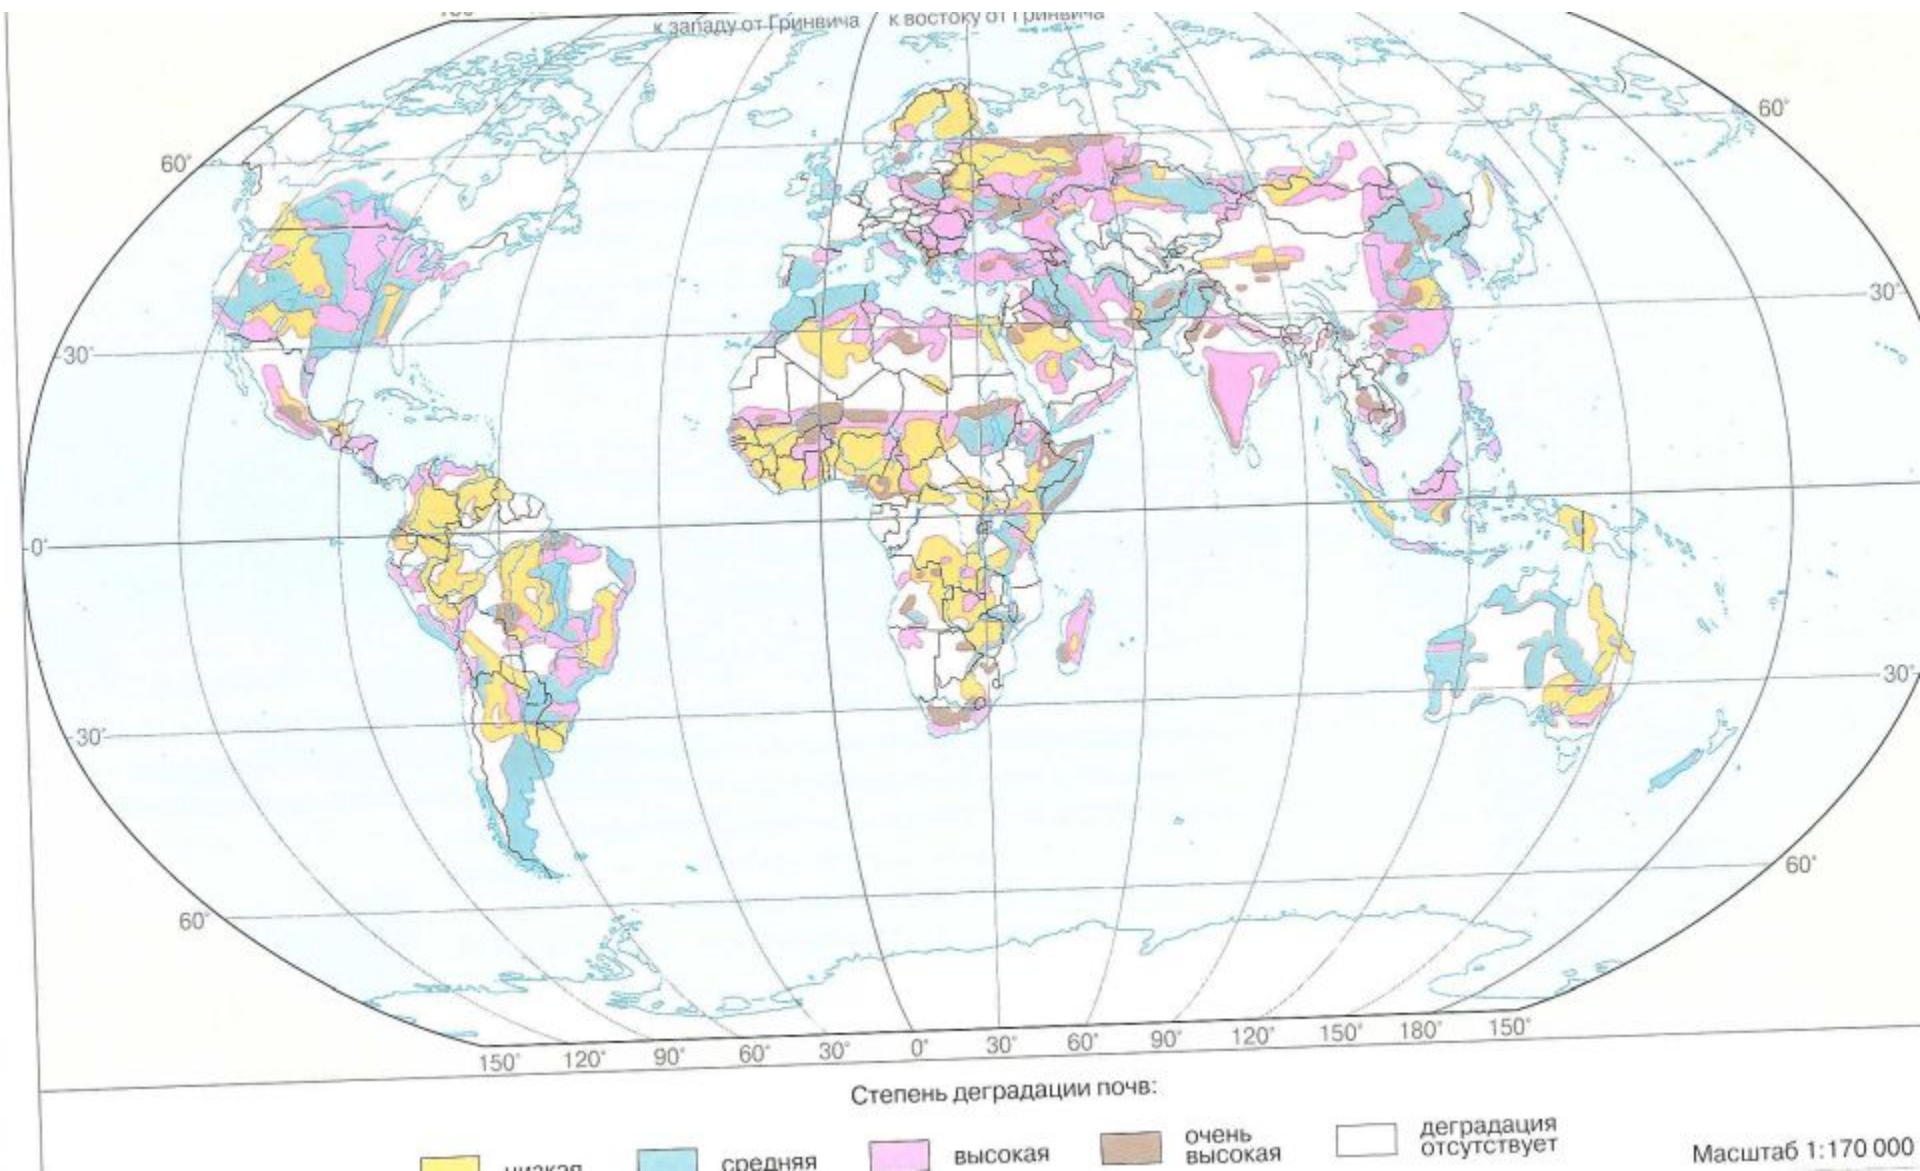 к западу от Гринвича к востоку от Гринвича
60°
60°
30°
30°
0°
30°
30°
60°
60°
150° 120° 90° 60° 30° 0° 30° 60° 90° 120° 150° 180° 150°
Степень деградации почв:
низкая
средняя
высокая
очень
высокая
деградация
отсутствует
Масштаб 1:170 000